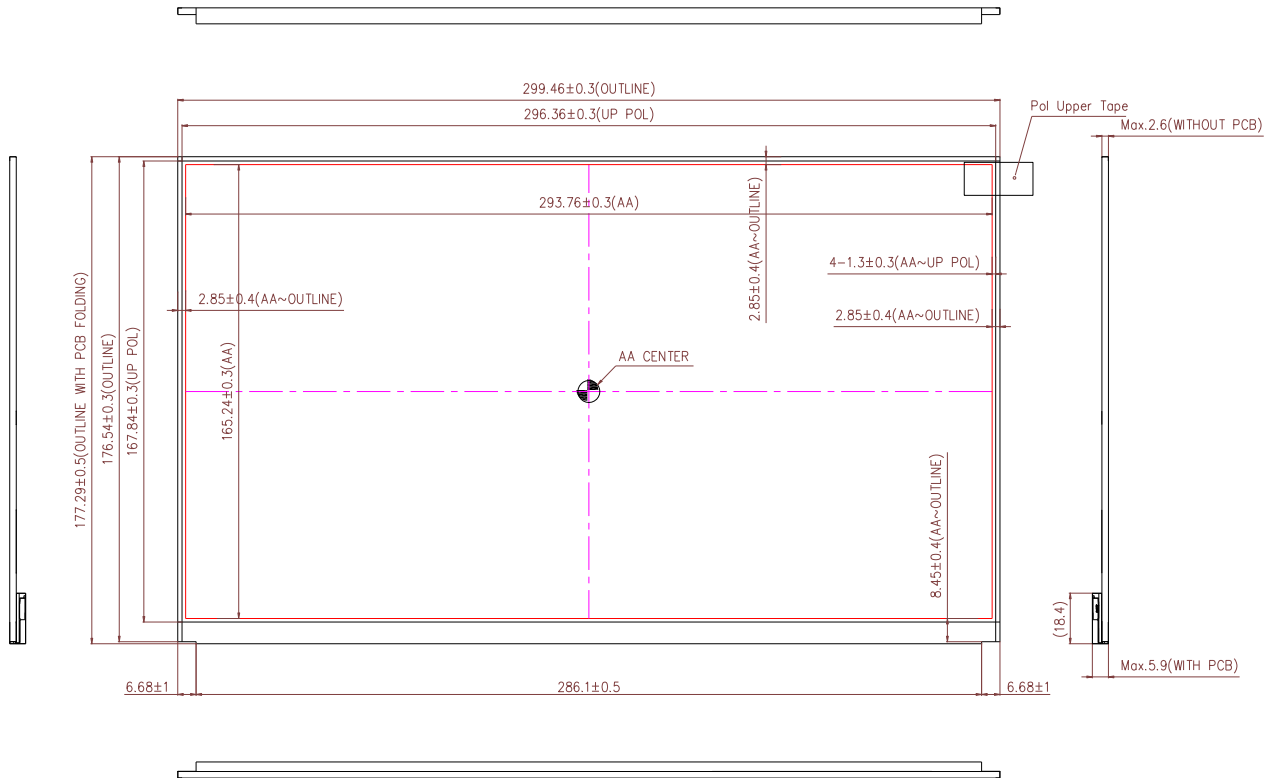 299.46±0.3(OUTLINE)
296.36±0.3(UP POL)
Pol Upper Tape
Max.2.6(WITHOUT PCB)
293.76±0.3(AA)
2.85±0.4(AA~OUTLINE)
4-1.3±0.3(AA~UP POL)
2.85±0.4(AA~OUTLINE)
2.85±0.4(AA~OUTLINE)
177.29±0.5(OUTLINE WITH PCB FOLDING)
176.54±0.3(OUTLINE)
167.84±0.3(UP POL)
165.24±0.3(AA)
AA CENTER
8.45±0.4(AA~OUTLINE)
(18.4)
Max.5.9(WITH PCB)
6.68±1
286.1±0.5
6.68±1